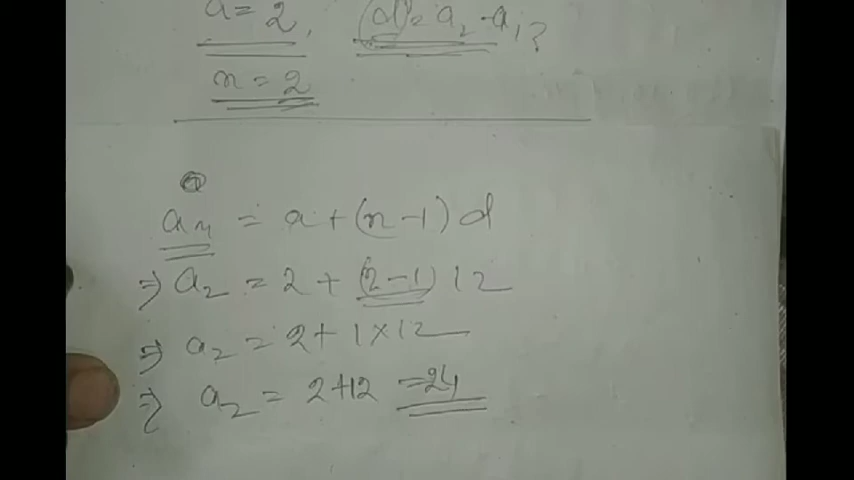 a = 2, (d) = a₂ - a₁?
n = 2
aₙ = a + (n - 1) d
⇒ a₂ = 2 + (2 - 1) 12
⇒ a₂ = 2 + 1 × 12
⇒ a₂ = 2 + 12 = 24